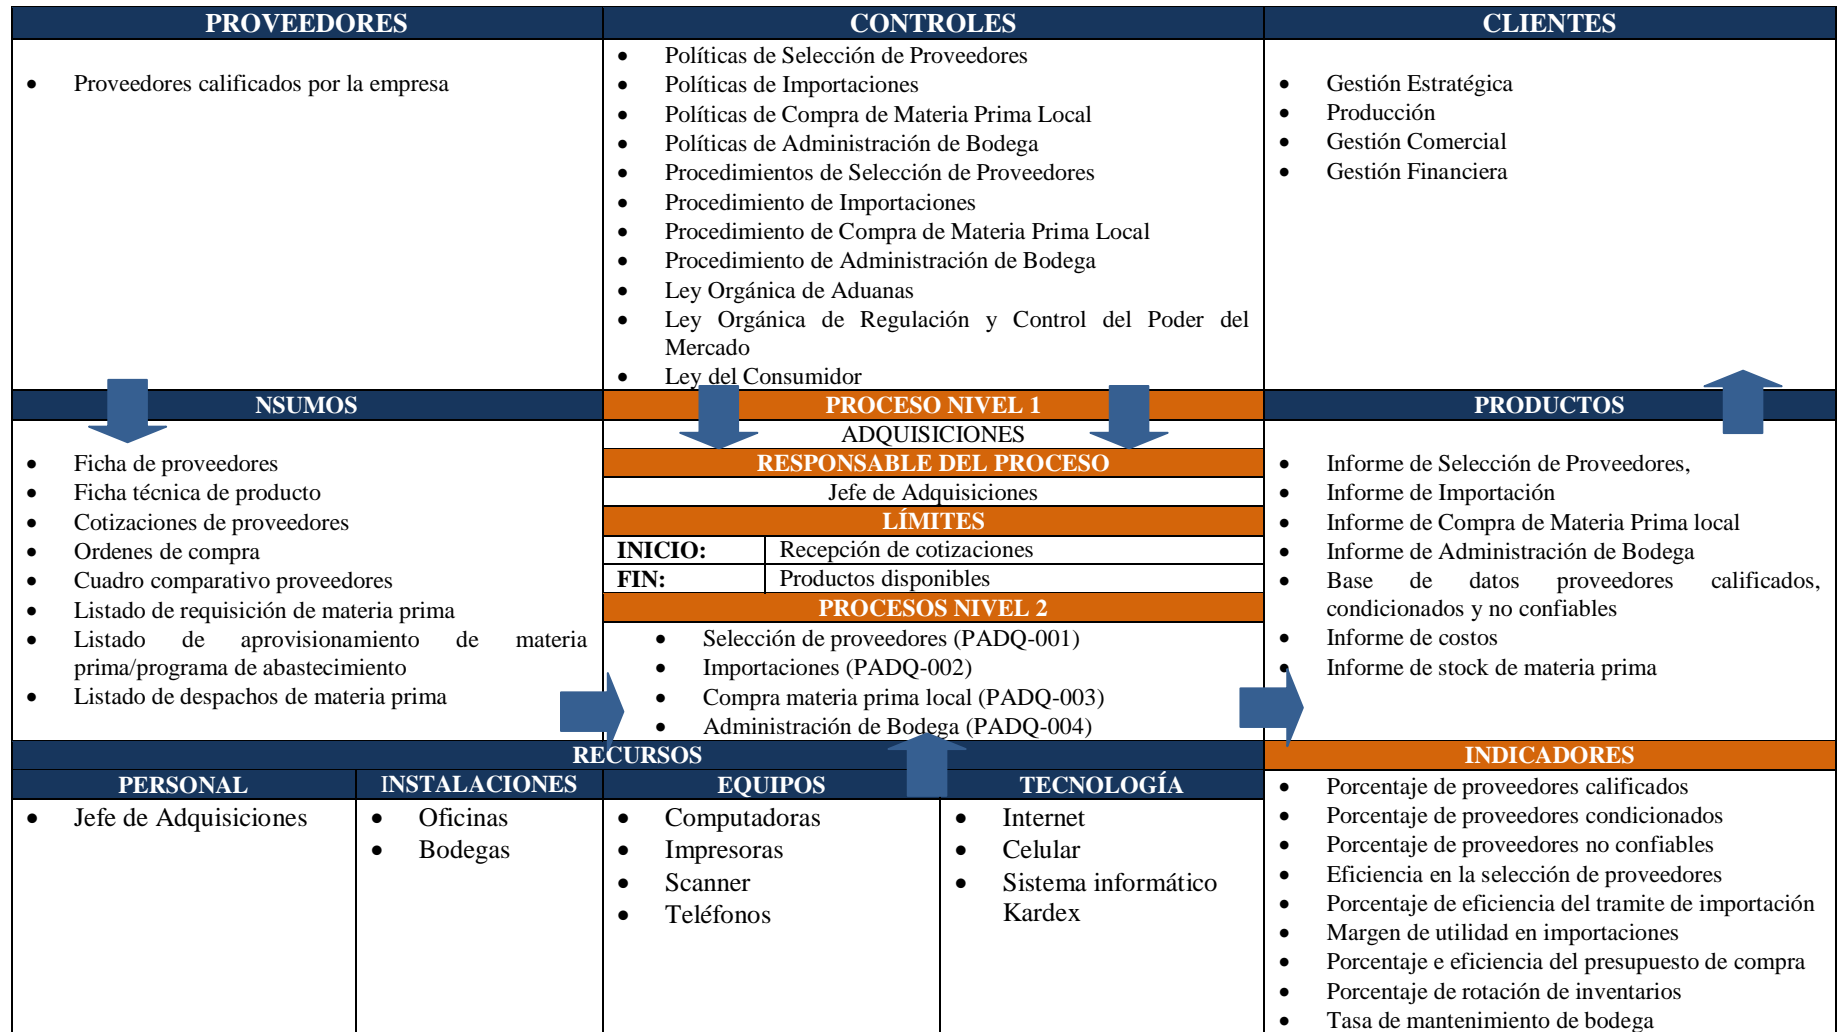 PROVEEDORES
CONTROLES
CLIENTES
• Proveedores calificados por la empresa
• Políticas de Selección de Proveedores
• Políticas de Importaciones
• Políticas de Compra de Materia Prima Local
• Políticas de Administración de Bodega
• Procedimientos de Selección de Proveedores
• Procedimiento de Importaciones
• Procedimiento de Compra de Materia Prima Local
• Procedimiento de Administración de Bodega
• Ley Orgánica de Aduanas
• Ley Orgánica de Regulación y Control del Poder del
Mercado
• Ley del Consumidor
• Gestión Estratégica
• Producción
• Gestión Comercial
• Gestión Financiera
NSUMOS
PROCESO NIVEL 1
PRODUCTOS
• Ficha de proveedores
• Ficha técnica de producto
• Cotizaciones de proveedores
• Ordenes de compra
• Cuadro comparativo proveedores
• Listado de requisición de materia prima
• Listado de aprovisionamiento de materia
prima/programa de abastecimiento
• Listado de despachos de materia prima
ADQUISICIONES
RESPONSABLE DEL PROCESO
Jefe de Adquisiciones
LÍMITES
INICIO: Recepción de cotizaciones
FIN: Productos disponibles
PROCESOS NIVEL 2
• Selección de proveedores (PADQ-001)
• Importaciones (PADQ-002)
• Compra materia prima local (PADQ-003)
• Administración de Bodega (PADQ-004)
• Informe de Selección de Proveedores,
• Informe de Importación
• Informe de Compra de Materia Prima local
• Informe de Administración de Bodega
• Base de datos proveedores calificados,
condicionados y no confiables
• Informe de costos
• Informe de stock de materia prima
RECURSOS
INDICADORES
PERSONAL
INSTALACIONES
EQUIPOS
TECNOLOGÍA
• Jefe de Adquisiciones
• Oficinas
• Bodegas
• Computadoras
• Impresoras
• Scanner
• Teléfonos
• Internet
• Celular
• Sistema informático
Kardex
• Porcentaje de proveedores calificados
• Porcentaje de proveedores condicionados
• Porcentaje de proveedores no confiables
• Eficiencia en la selección de proveedores
• Porcentaje de eficiencia del tramite de importación
• Margen de utilidad en importaciones
• Porcentaje e eficiencia del presupuesto de compra
• Porcentaje de rotación de inventarios
• Tasa de mantenimiento de bodega